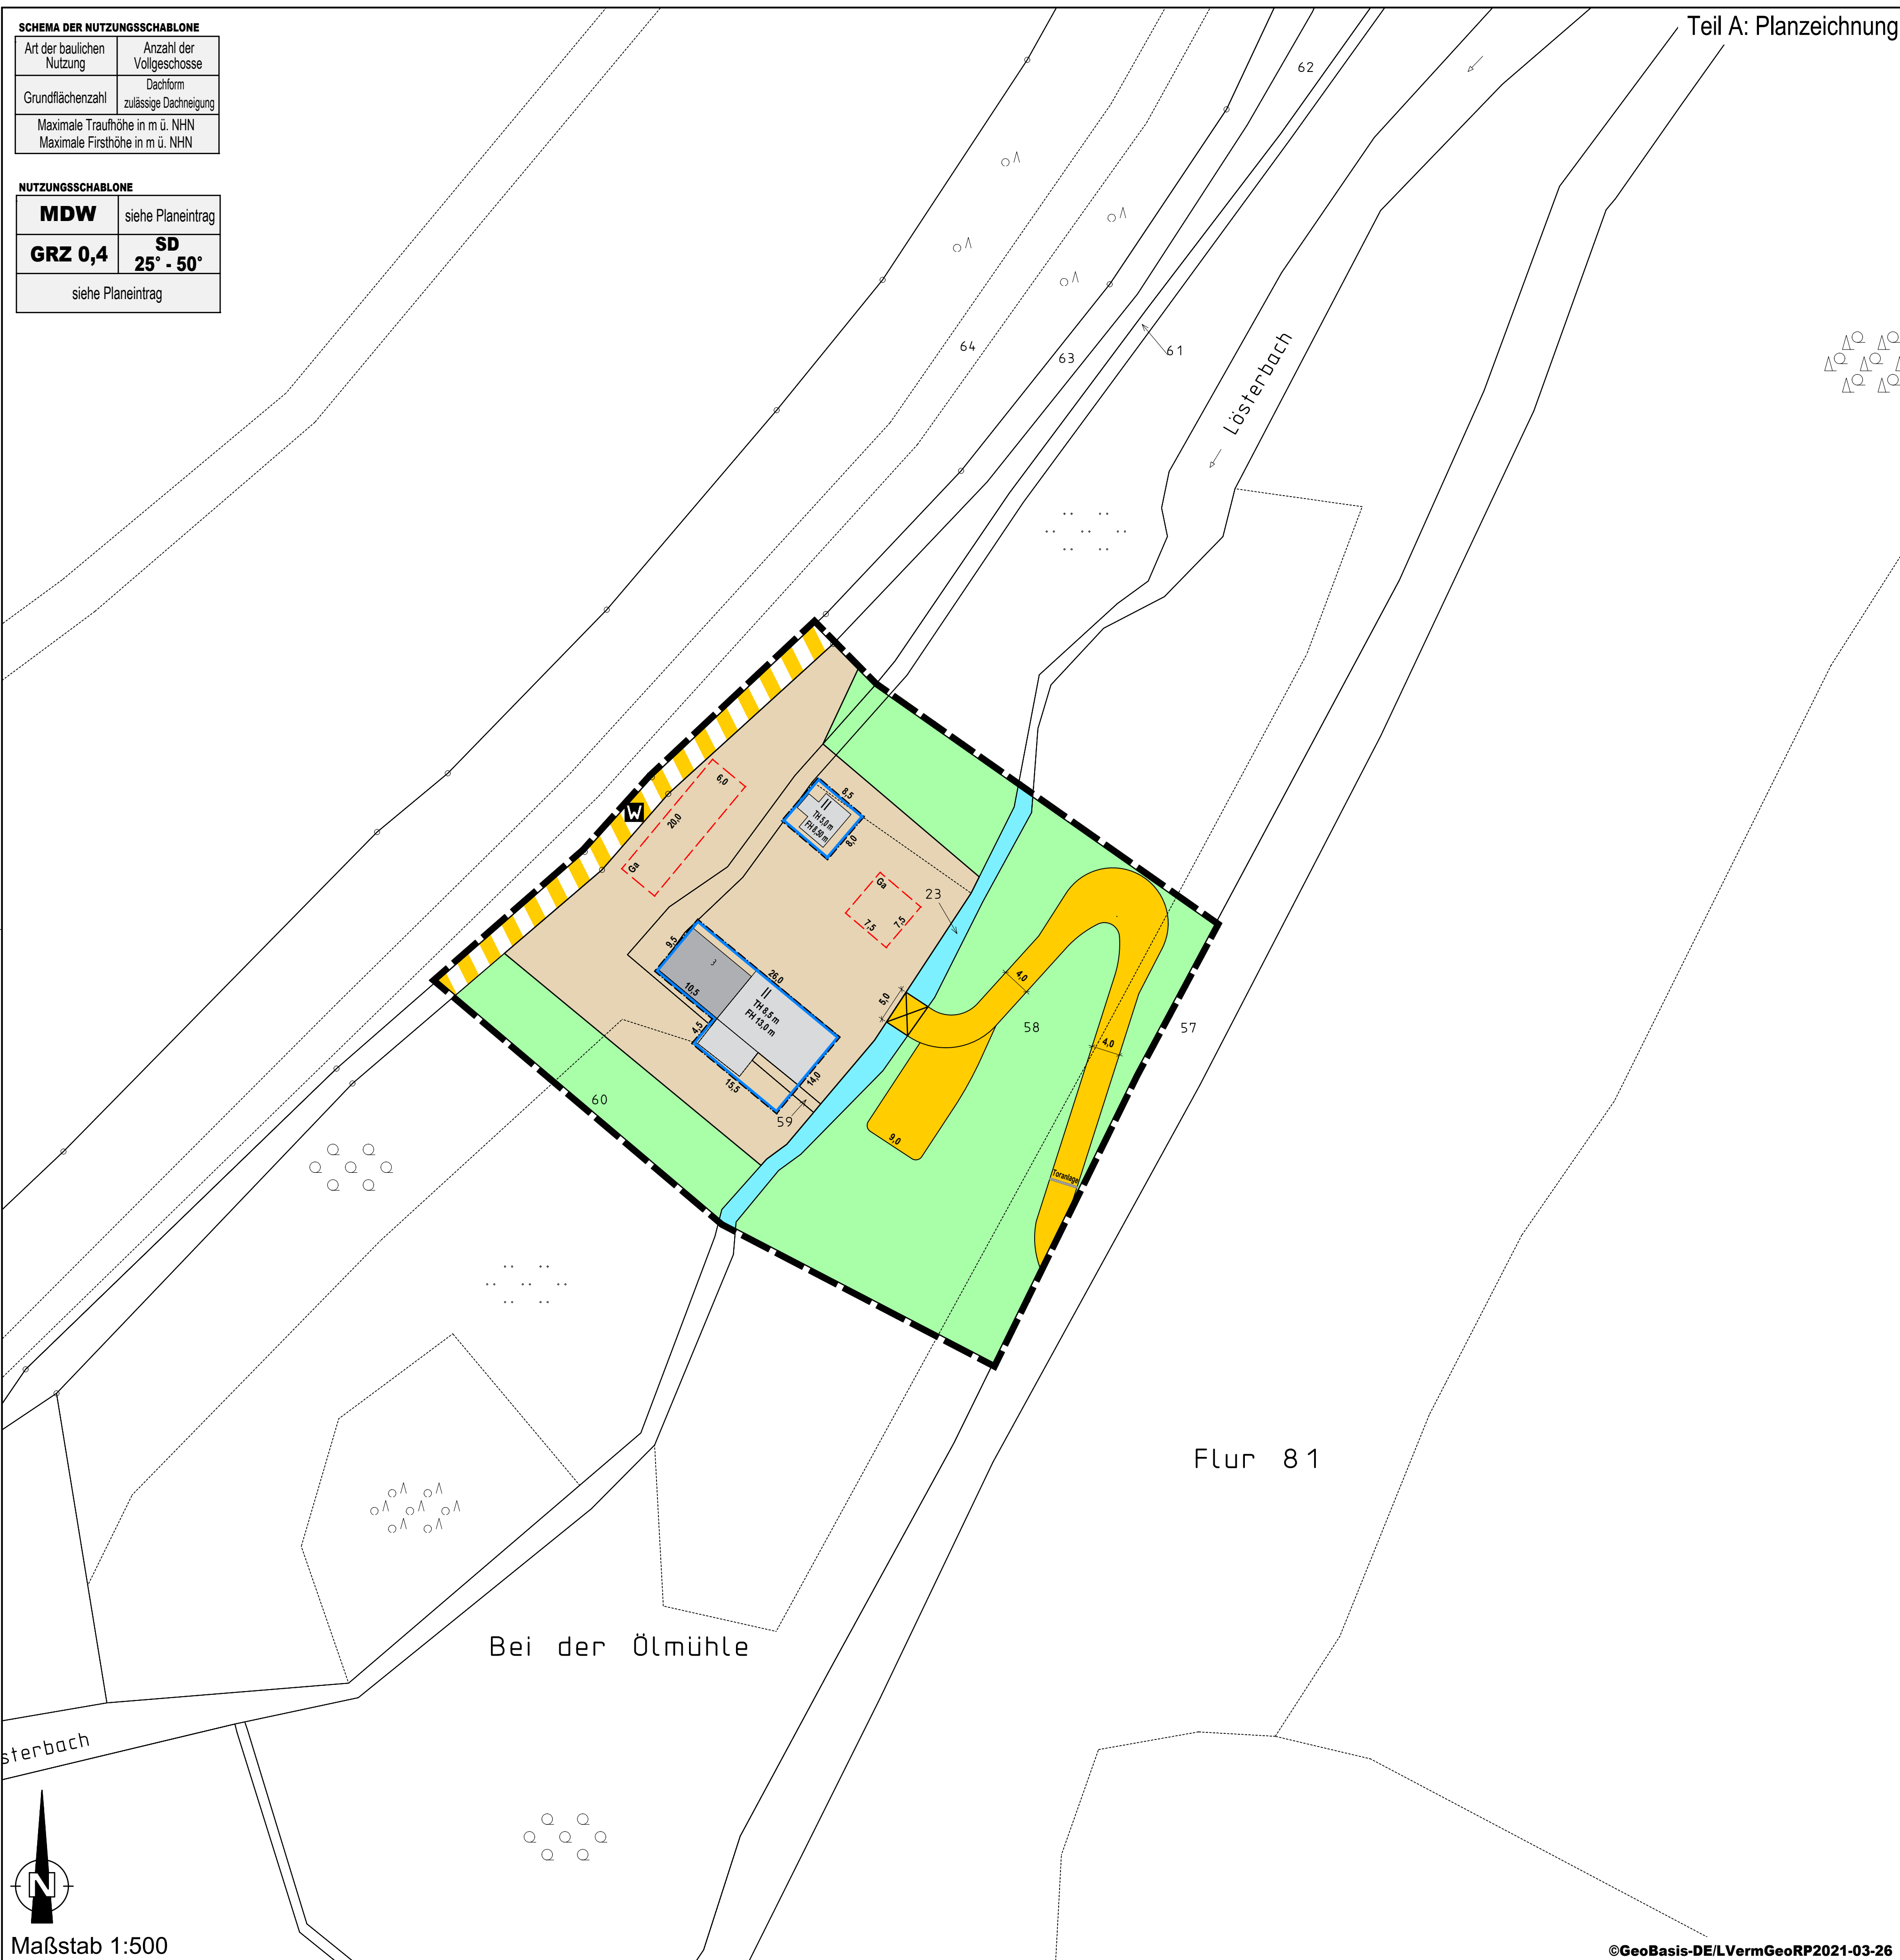 Teil A: Planzeichnung
SCHEMA DER NUTZUNGSSCHABLONE
Art der baulichen Nutzung
Anzahl der Vollgeschosse
Grundflächenzahl
Dachform
zulässige Dachneigung
Maximale Traufhöhe in m ü. NHN
Maximale Firsthöhe in m ü. NHN
NUTZUNGSSCHABLONE
MDW
siehe Planeintrag
GRZ 0,4
SD
25° - 50°
siehe Planeintrag
62
64
63
61
Lösterbach
W
6,0
20,0
Ga
8,5
II
TH 5,0 m
FH 8,50 m
8,0
Ga
7,5
7,5
23
9,5
3
26,0
10,5
II
TH 8,5 m
FH 13,0 m
4,5
15,5
14,0
59
5,0
4,0
58
57
4,0
9,0
Toranlage
60
Flur 81
Bei der Ölmühle
sterbach
N
Maßstab 1:500
©GeoBasis-DE/LVermGeoRP2021-03-26